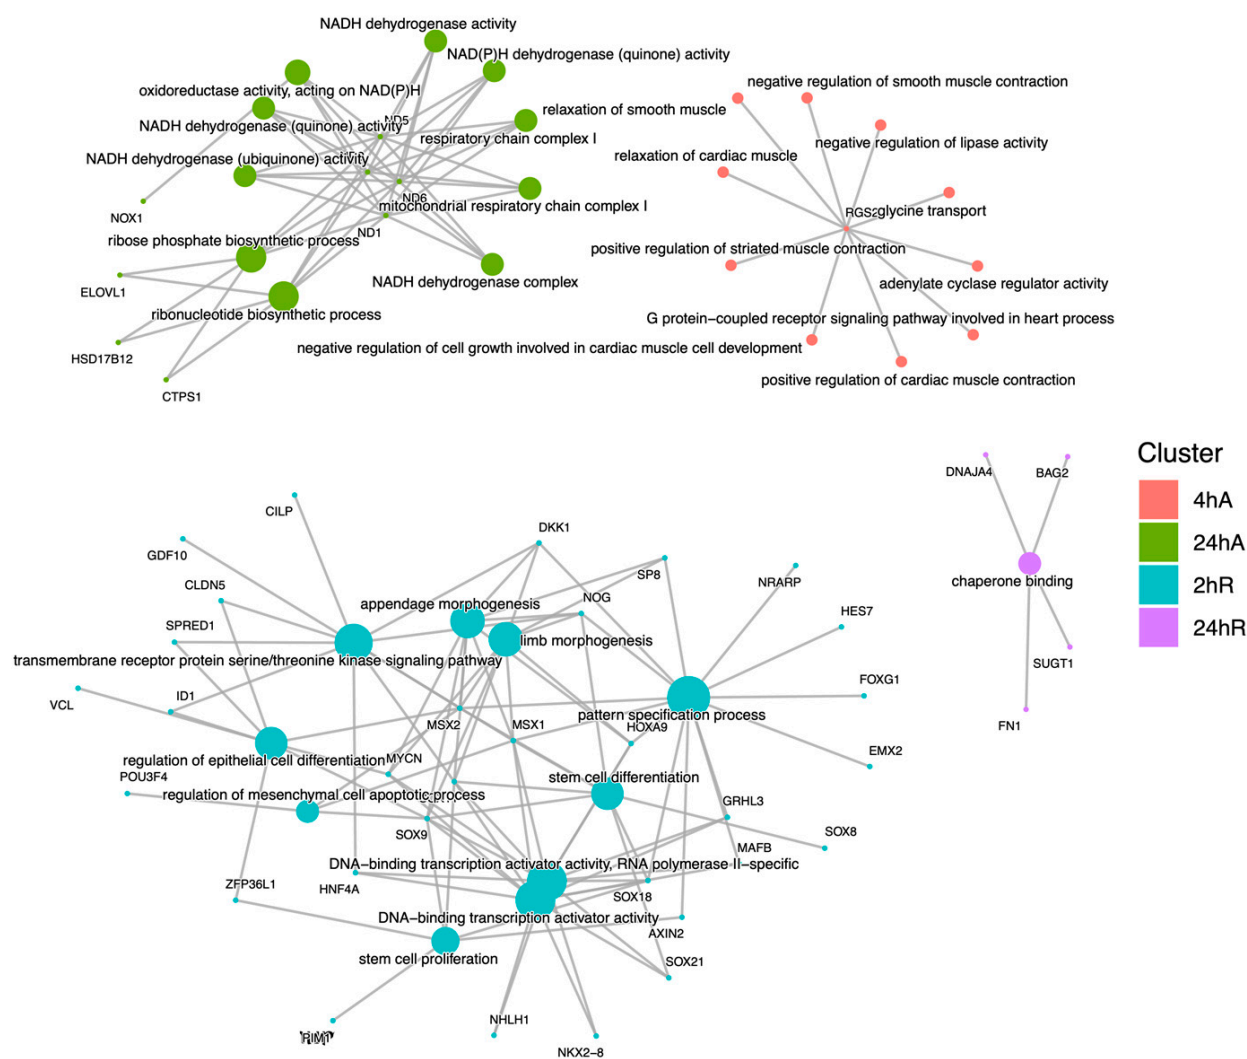 NADH dehydrogenase activity
NAD(P)H dehydrogenase (quinone) activity
oxidoreductase activity, acting on NAD(P)H
NADH dehydrogenase (quinone) activity
ND5
respiratory chain complex I
NADH dehydrogenase (ubiquinone) activity
ND6
mitochondrial respiratory chain complex I
NOX1
ND1
ribose phosphate biosynthetic process
NADH dehydrogenase complex
ELOVL1
ribonucleotide biosynthetic process
HSD17B12
CTPS1
negative regulation of smooth muscle contraction
relaxation of smooth muscle
negative regulation of lipase activity
relaxation of cardiac muscle
RGS2
glycine transport
positive regulation of striated muscle contraction
adenylate cyclase regulator activity
G protein−coupled receptor signaling pathway involved in heart process
negative regulation of cell growth involved in cardiac muscle cell development
positive regulation of cardiac muscle contraction
CILP
GDF10
DKK1
CLDN5
SP8
NRARP
NOG
appendage morphogenesis
HES7
SPRED1
limb morphogenesis
transmembrane receptor protein serine/threonine kinase signaling pathway
FOXG1
VCL
ID1
pattern specification process
MSX2
MSX1
HOXA9
EMX2
regulation of epithelial cell differentiation
MYCN
POU3F4
stem cell differentiation
regulation of mesenchymal cell apoptotic process
GRHL3
SOX9
SOX8
MAFB
DNA−binding transcription activator activity, RNA polymerase II−specific
ZFP36L1
HNF4A
SOX18
DNA−binding transcription activator activity
AXIN2
stem cell proliferation
SOX21
NHLH1
NKX2−8
DNAJA4
BAG2
chaperone binding
SUGT1
FN1
Cluster
4hA
24hA
2hR
24hR